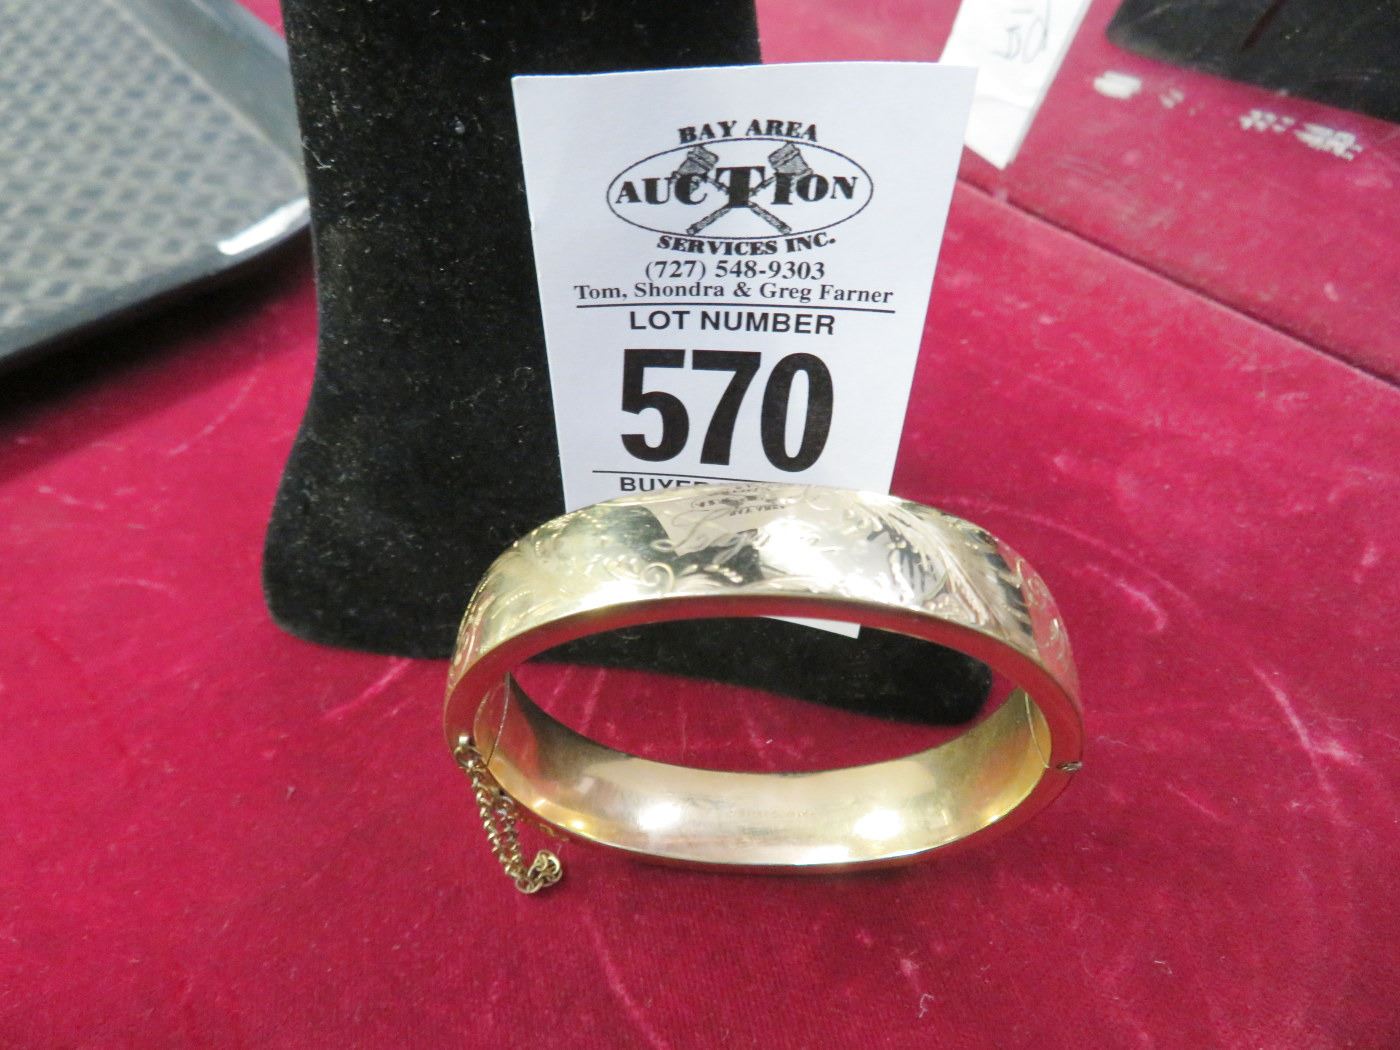 BAY AREA
AUCTION
SERVICES INC.
(727) 548-9303
Tom, Shondra & Greg Farner
LOT NUMBER
570